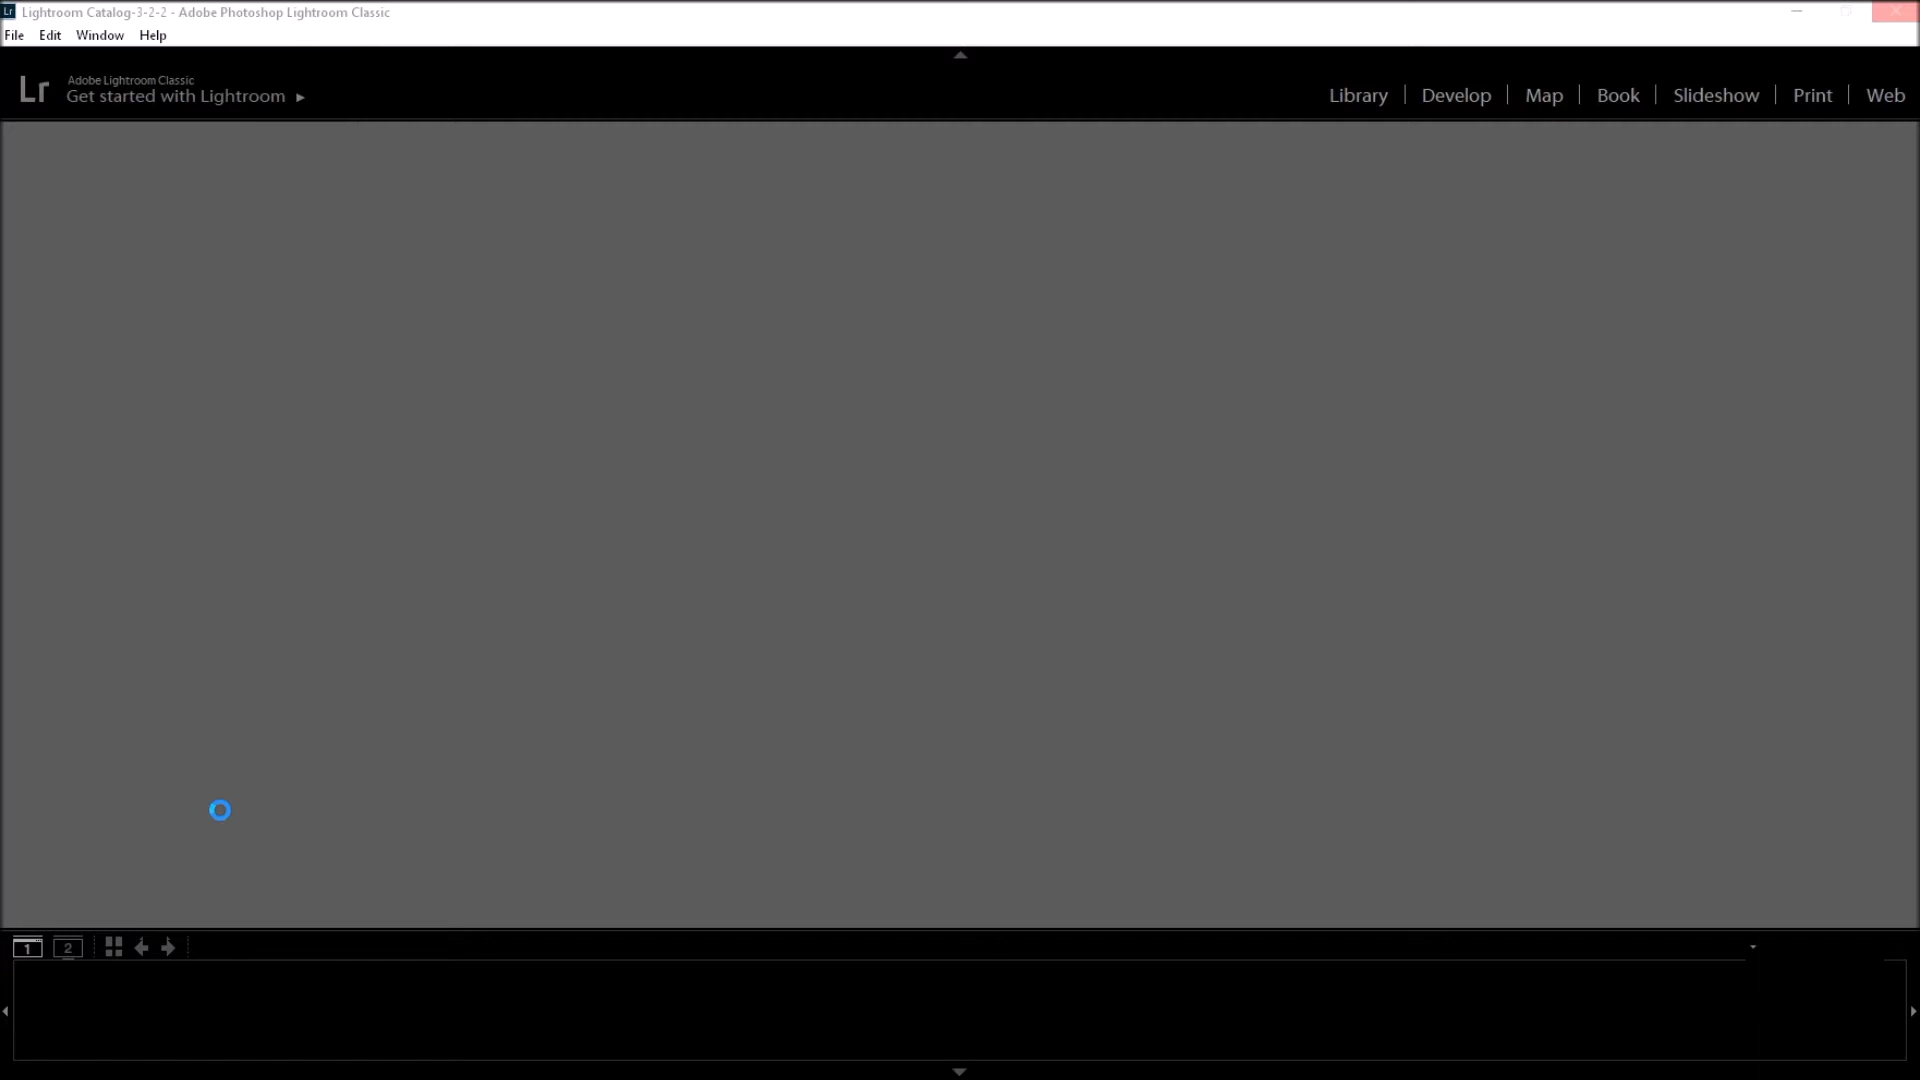 Lr Lightroom Catalog-3-2-2 - Adobe Photoshop Lightroom Classic
File Edit Window Help
Lr Adobe Lightroom Classic
Get started with Lightroom ▶
Library | Develop | Map | Book | Slideshow | Print | Web
1 2